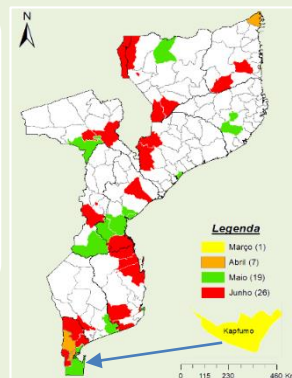 N
Legenda
Março (1)
Abril (7)
Maio (19)
Junho (26)
Kapfumo
0 115 230 460 Km